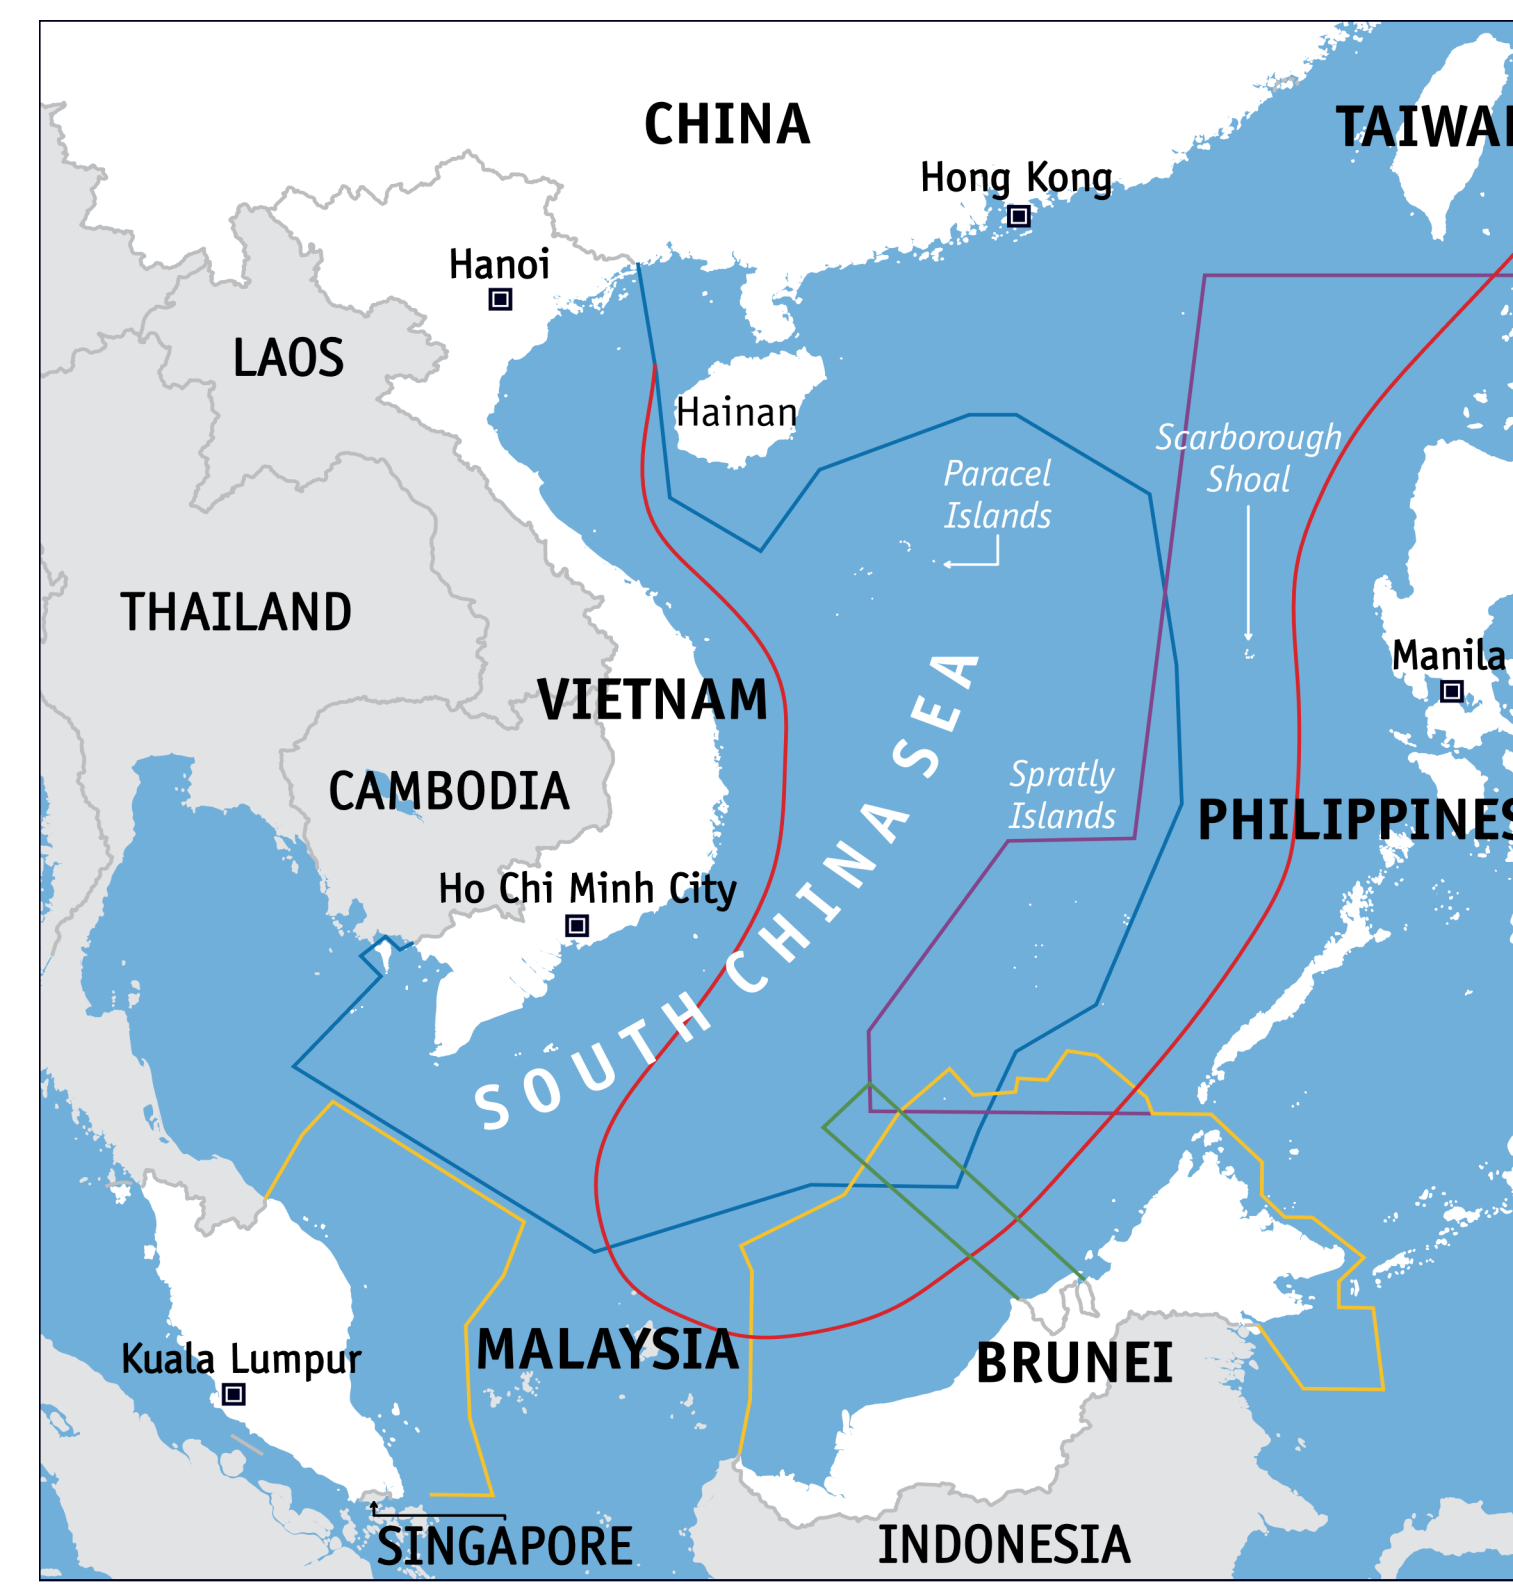 CHINA
TAIWA
Hong Kong
Hanoi
LAOS
Hainan
Scarborough
Shoal
Paracel
Islands
THAILAND
Manila
VIETNAM
CAMBODIA
Spratly
Islands
PHILIPPINES
Ho Chi Minh City
SOUTH CHINA SEA
MALAYSIA
Kuala Lumpur
BRUNEI
SINGAPORE
INDONESIA